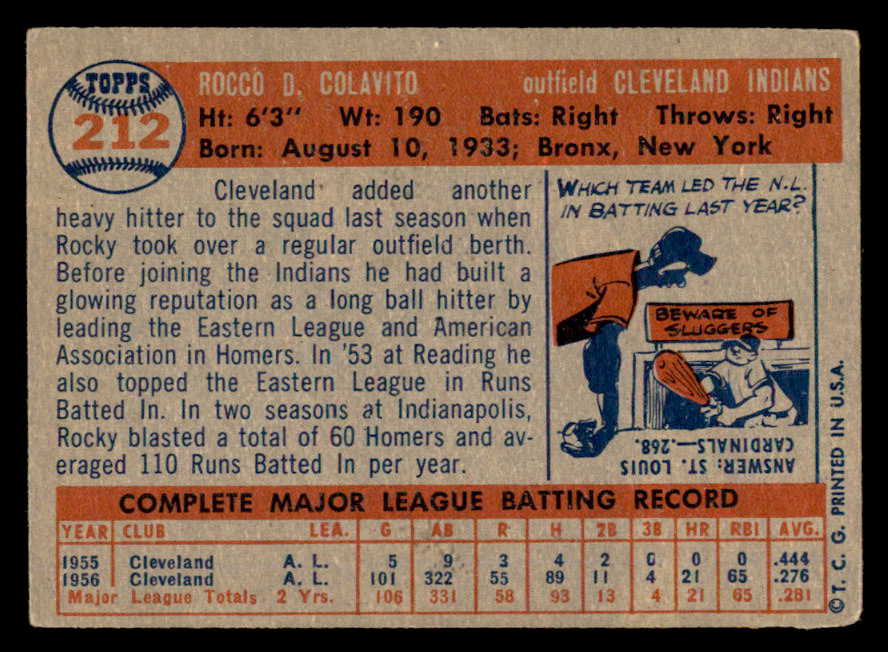 TOPPS
212
ROCCO D. COLAVITO outfield CLEVELAND INDIANS
Ht: 6'3" Wt: 190 Bats: Right Throws: Right
Born: August 10, 1933; Bronx, New York
Cleveland added another
heavy hitter to the squad last season when
Rocky took over a regular outfield berth.
Before joining the Indians he had built a
glowing reputation as a long ball hitter by
leading the Eastern League and American
Association in Homers. In '53 at Reading he
also topped the Eastern League in Runs
Batted In. In two seasons at Indianapolis,
Rocky blasted a total of 60 Homers and av-
eraged 110 Runs Batted In per year.
WHICH TEAM LED THE N.L.
IN BATTING LAST YEAR?
BEWARE OF
SLUGGERS
ANSWER: ST. LOUIS
CARDINALS—.268.
COMPLETE MAJOR LEAGUE BATTING RECORD
YEAR CLUB LEA. G AB R H 2B 3B HR RBI AVG.
1955 Cleveland A. L. 5 9 3 4 2 0 0 0 .444
1956 Cleveland A. L. 101 322 55 89 11 4 21 65 .276
Major League Totals 2 Yrs. 106 331 58 93 13 4 21 65 .281
© T. C. G. PRINTED IN U.S.A.